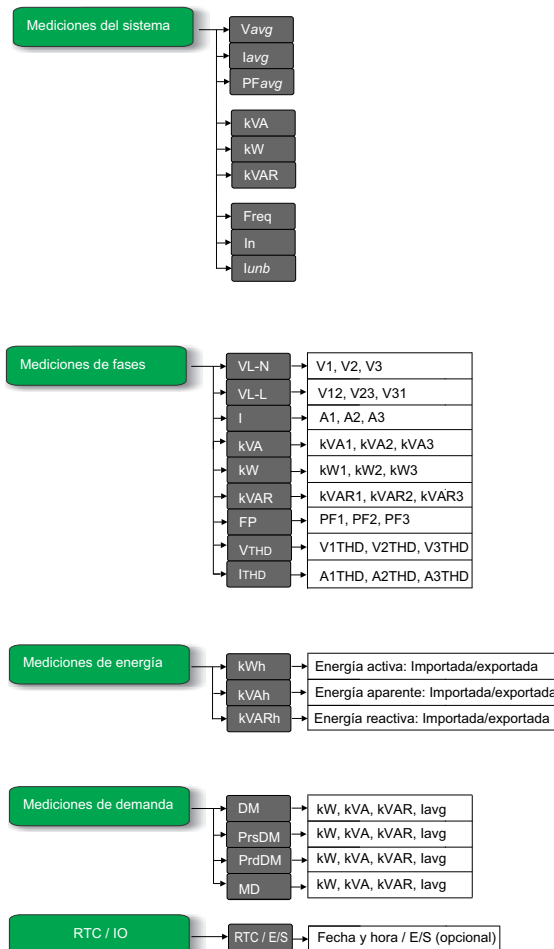 Mediciones del sistema
Vavg
Iavg
PFavg
kVA
kW
kVAR
Freq
In
Iunb
Mediciones de fases
VL-N V1, V2, V3
VL-L V12, V23, V31
I A1, A2, A3
kVA kVA1, kVA2, kVA3
kW kW1, kW2, kW3
kVAR kVAR1, kVAR2, kVAR3
FP PF1, PF2, PF3
VTHD V1THD, V2THD, V3THD
ITHD A1THD, A2THD, A3THD
Mediciones de energía
kWh Energía activa: Importada/exportada
kVAh Energía aparente: Importada/exportada
kVARh Energía reactiva: Importada/exportada
Mediciones de demanda
DM kW, kVA, kVAR, Iavg
PrsDM kW, kVA, kVAR, Iavg
PrdDM kW, kVA, kVAR, Iavg
MD kW, kVA, kVAR, Iavg
RTC / IO RTC / E/S Fecha y hora / E/S (opcional)